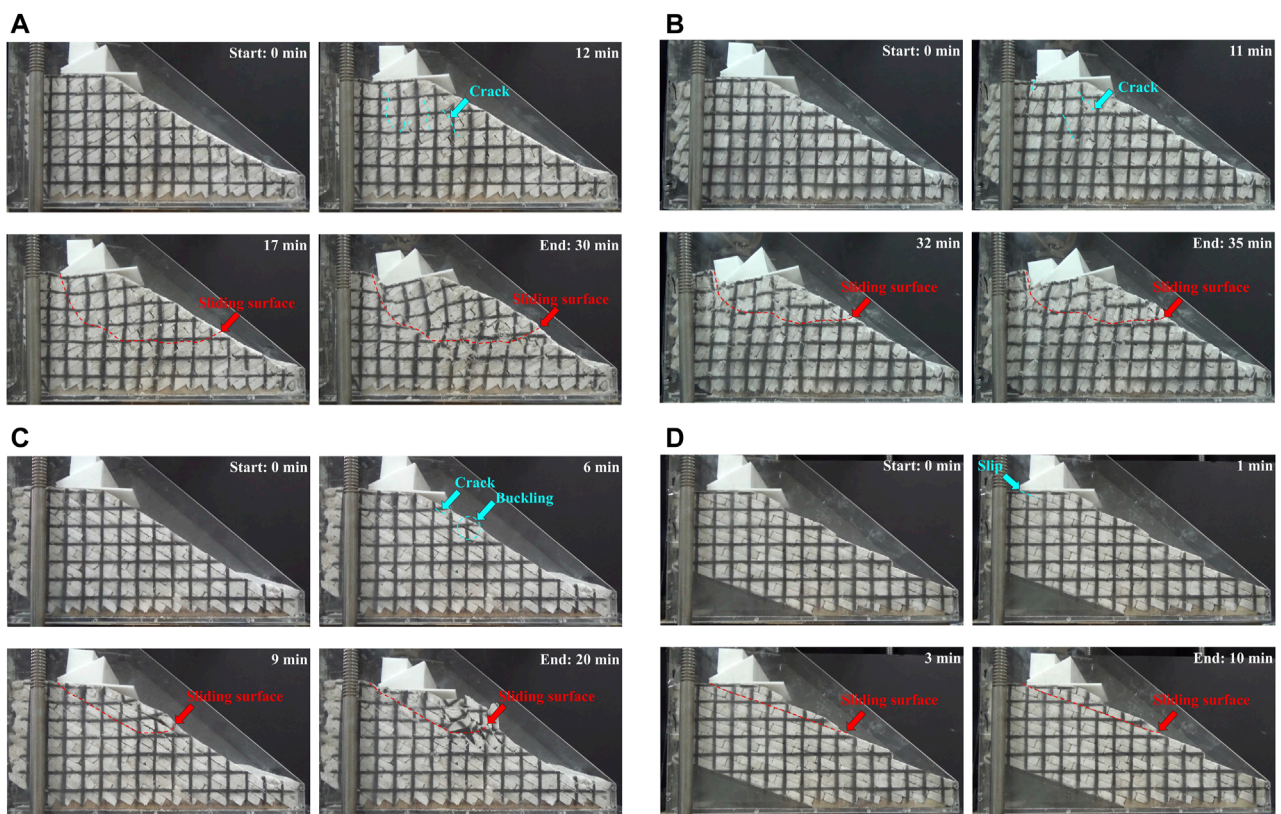 A
Start: 0 min
12 min
Crack
17 min
Sliding surface
End: 30 min
Sliding surface
B
Start: 0 min
11 min
Crack
32 min
Sliding surface
End: 35 min
Sliding surface
C
Start: 0 min
6 min
Crack
Buckling
9 min
Sliding surface
End: 20 min
Sliding surface
D
Start: 0 min
1 min
Slip
3 min
Sliding surface
End: 10 min
Sliding surface